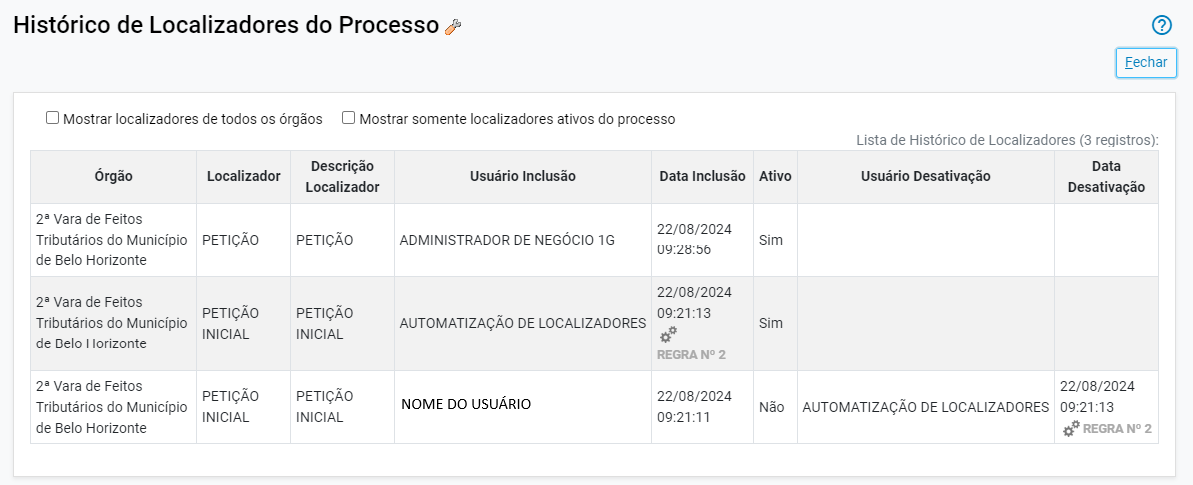 Histórico de Localizadores do Processo
?
Fechar
Mostrar localizadores de todos os órgãos Mostrar somente localizadores ativos do processo
Lista de Histórico de Localizadores (3 registros):
Órgão Localizador Descrição Localizador Usuário Inclusão Data Inclusão Ativo Usuário Desativação Data Desativação
2ª Vara de Feitos
Tributários do Município
de Belo Horizonte
PETIÇÃO
PETIÇÃO
ADMINISTRADOR DE NEGÓCIO 1G
22/08/2024
09:28:56
Sim
2ª Vara de Feitos
Tributários do Município
de Belo Horizonte
PETIÇÃO
INICIAL
PETIÇÃO
INICIAL
AUTOMATIZAÇÃO DE LOCALIZADORES
22/08/2024
09:21:13
REGRA Nº 2
Sim
2ª Vara de Feitos
Tributários do Município
de Belo Horizonte
PETIÇÃO
INICIAL
PETIÇÃO
INICIAL
NOME DO USUÁRIO
22/08/2024
09:21:11
Não
AUTOMATIZAÇÃO DE LOCALIZADORES
22/08/2024
09:21:13
REGRA Nº 2